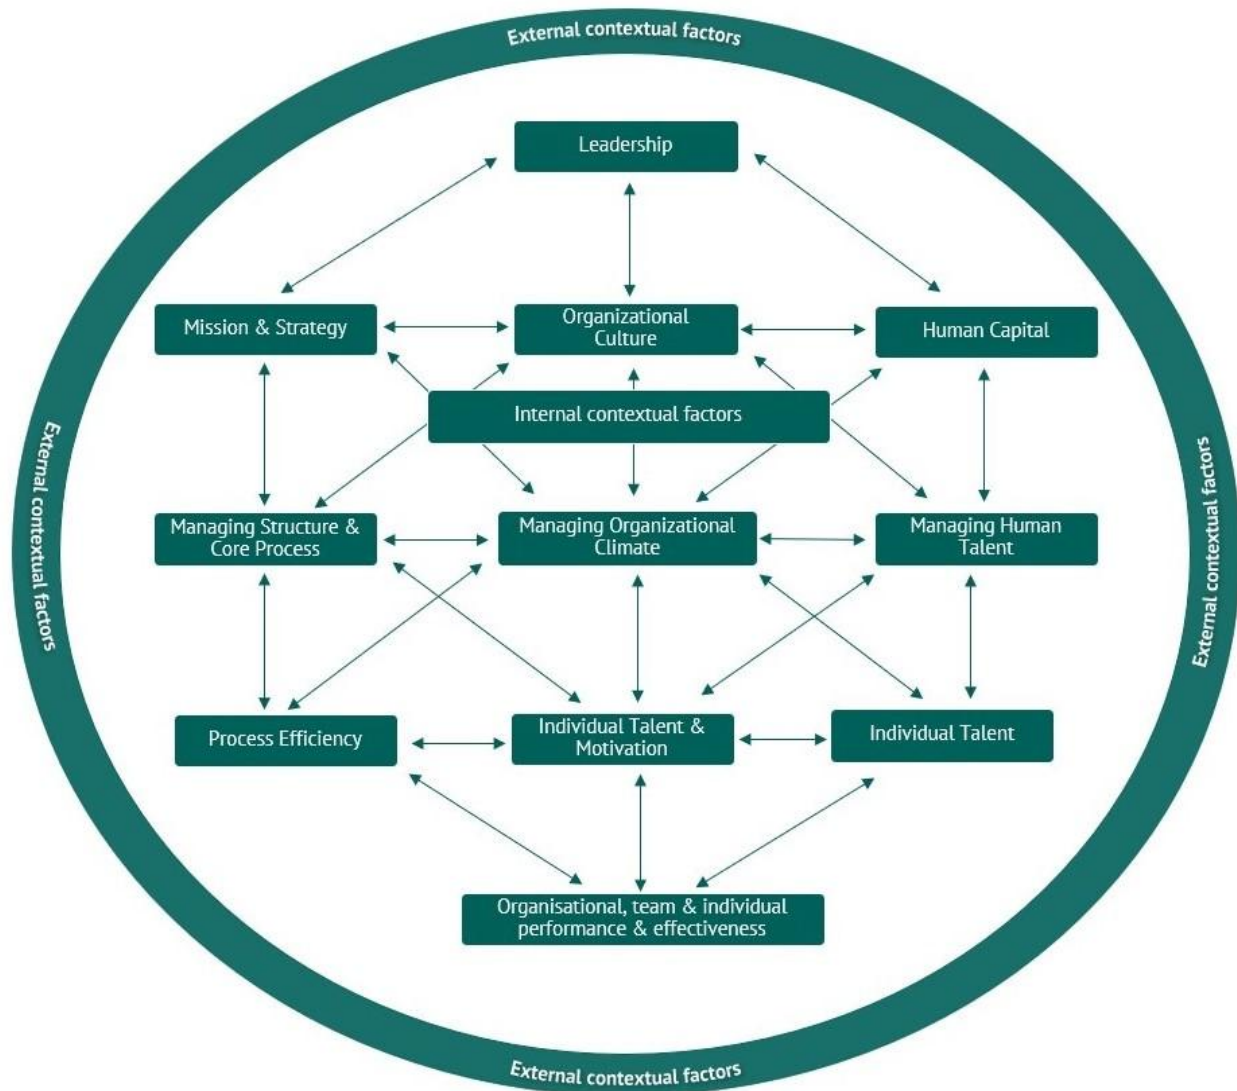 External contextual factors
Leadership
Mission & Strategy
Organizational
Culture
Human Capital
Internal contextual factors
External contextual factors
External contextual factors
Managing Structure &
Core Process
Managing Organizational
Climate
Managing Human
Talent
Process Efficiency
Individual Talent &
Motivation
Individual Talent
Organisational, team & individual
performance & effectiveness
External contextual factors